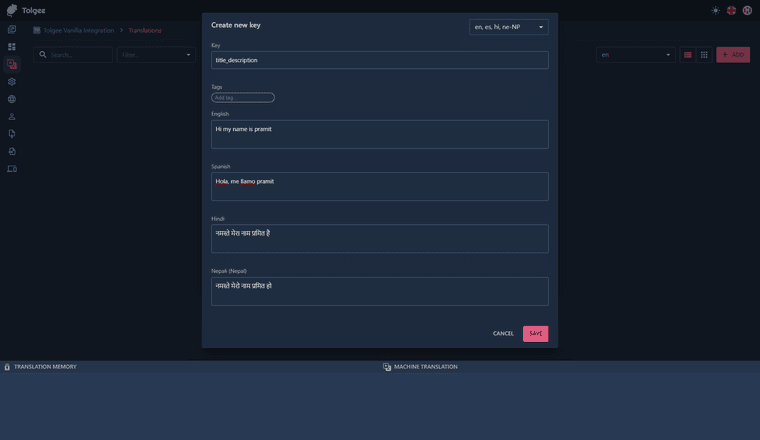 Tolgee
Tolgee Vanilla Integration > Translations
Search...
Filter...
en
+ ADD
Create new key
en, es, hi, ne-NP
Key
title_description
Tags
Add tag
English
Hi my name is pramit
Spanish
Hola, me llamo pramit
Hindi
नमस्ते मेरा नाम प्रमित है
Nepali (Nepal)
नमस्ते मेरो नाम प्रमित हो
CANCEL
SAVE
TRANSLATION MEMORY
MACHINE TRANSLATION